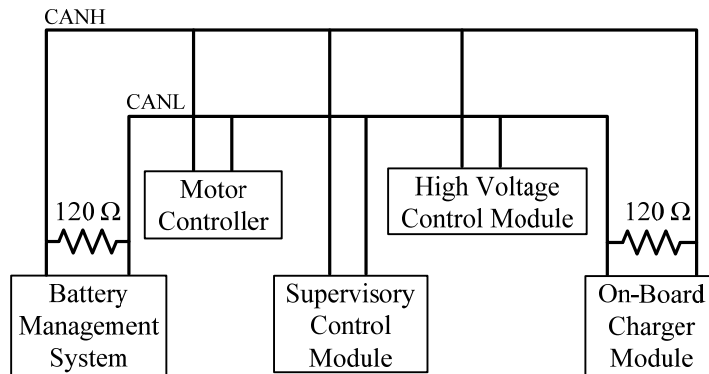 CANH
CANL
Motor
Controller
High Voltage
Control Module
120 Ω
120 Ω
Battery
Management
System
Supervisory
Control
Module
On-Board
Charger
Module